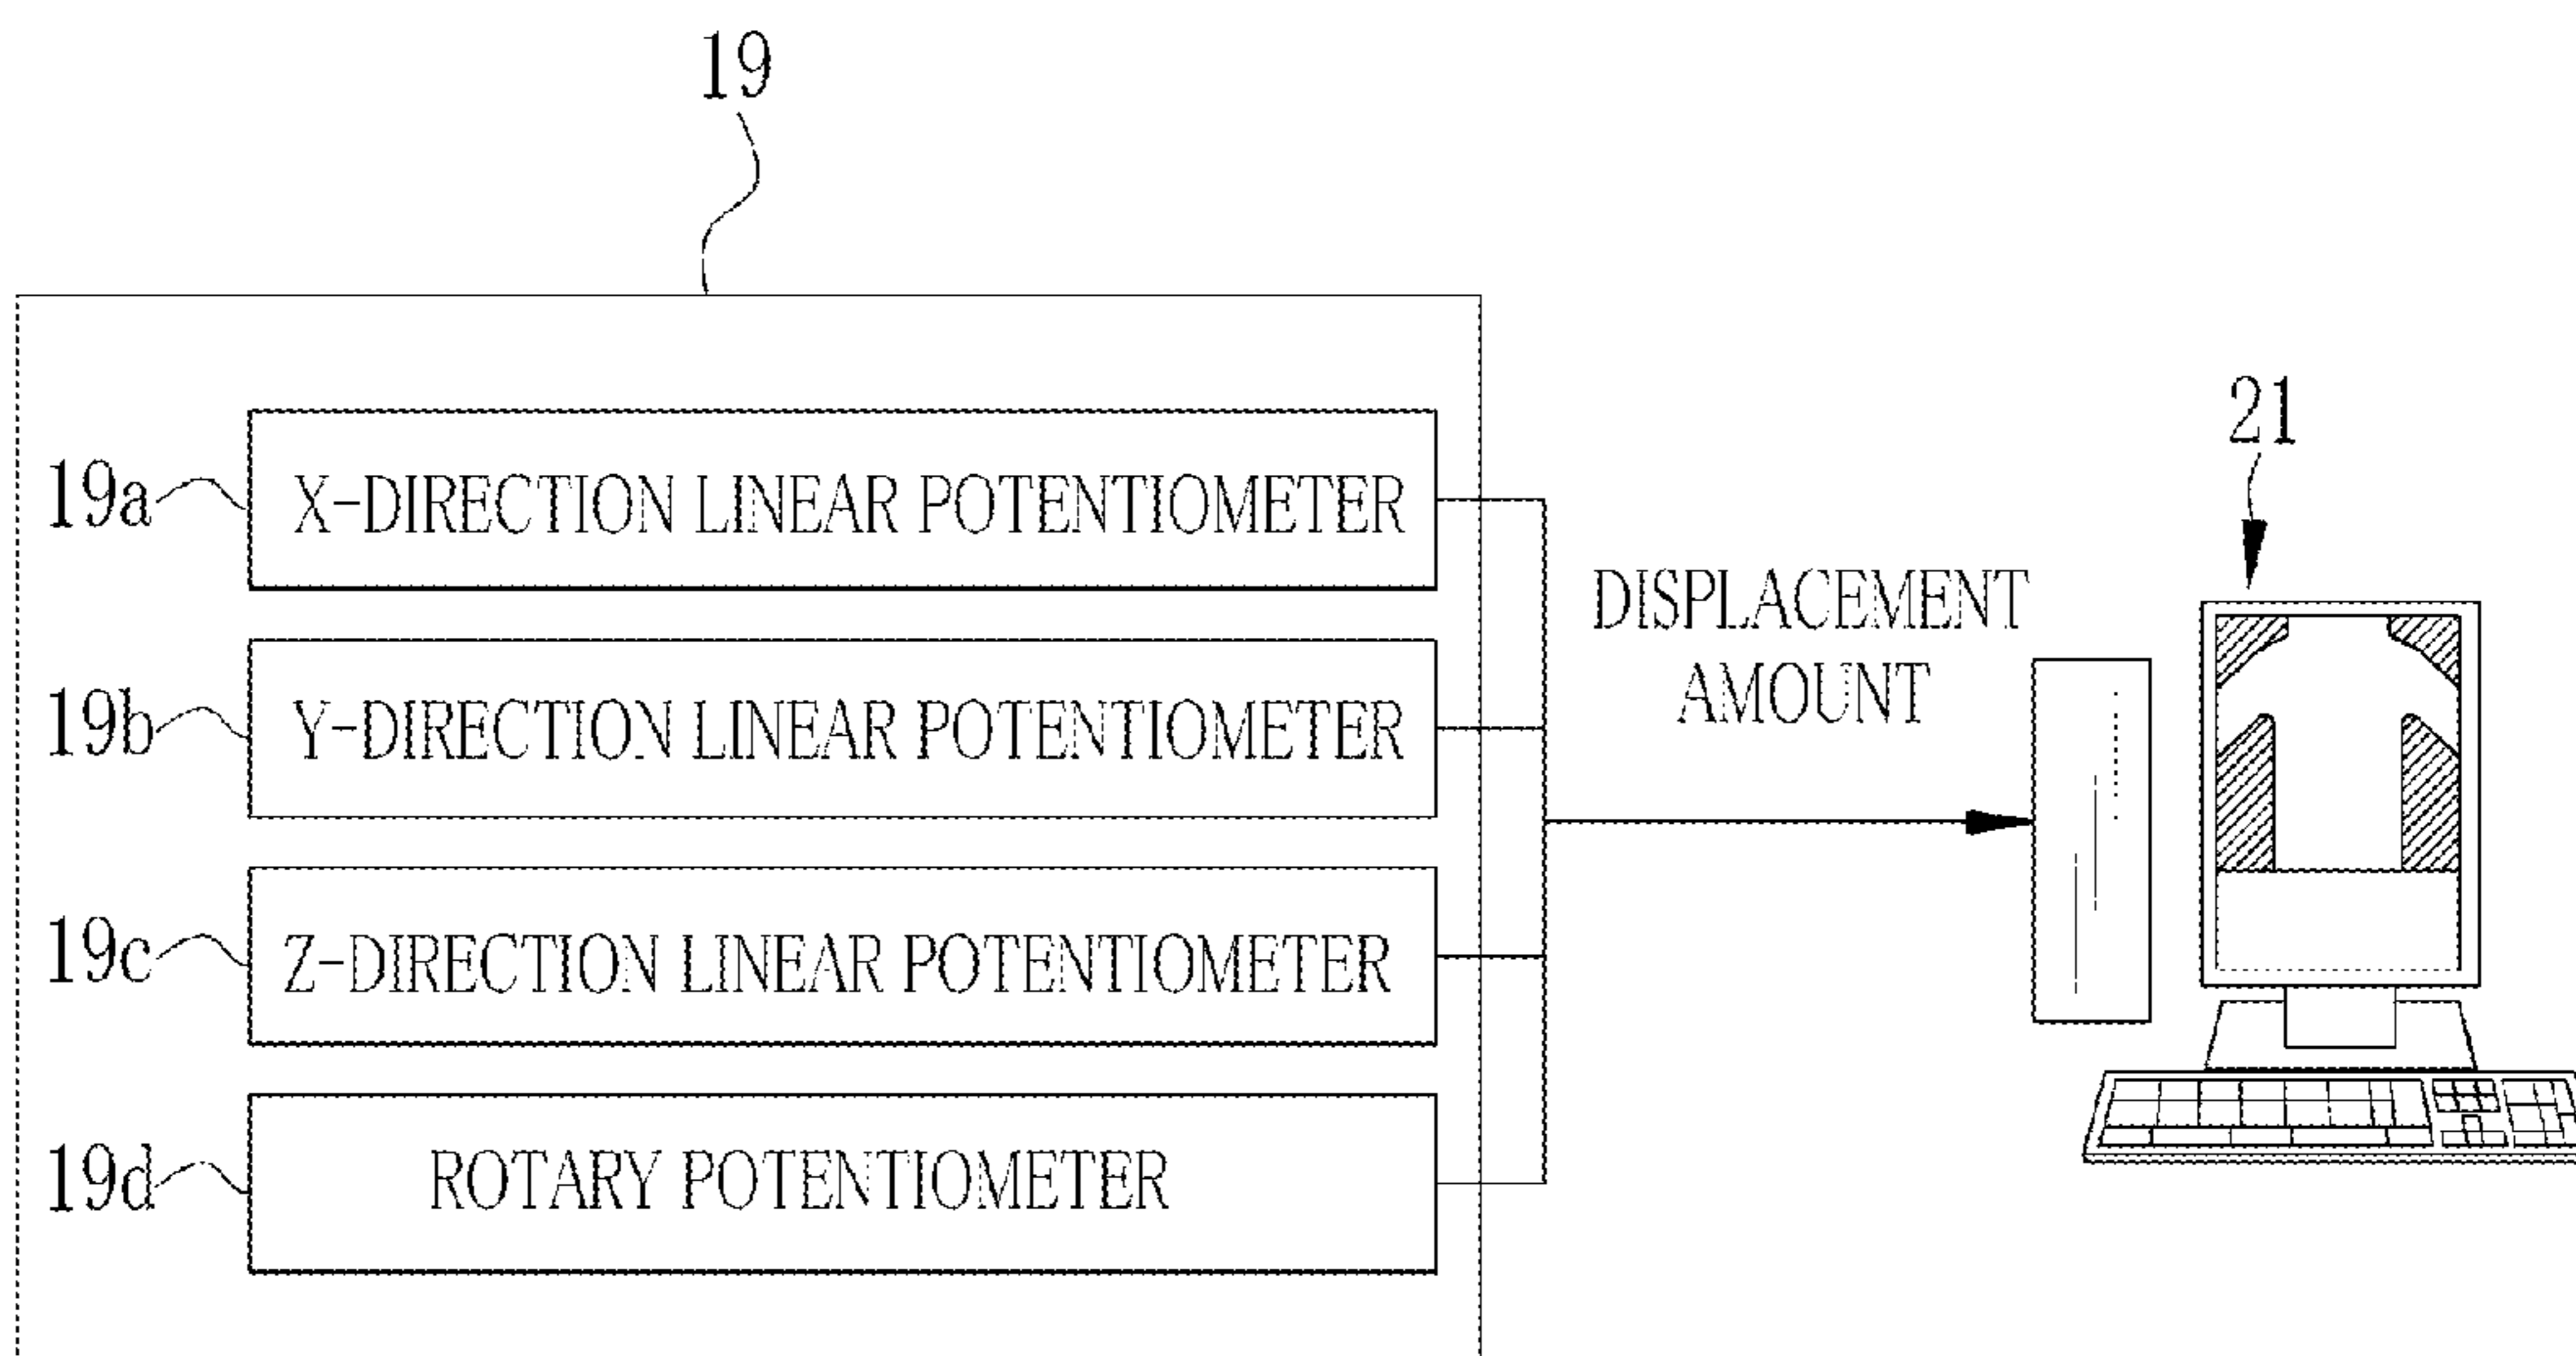 19
19a X-DIRECTION LINEAR POTENTIOMETER
19b Y-DIRECTION LINEAR POTENTIOMETER
19c Z-DIRECTION LINEAR POTENTIOMETER
19d ROTARY POTENTIOMETER
DISPLACEMENT
AMOUNT
21